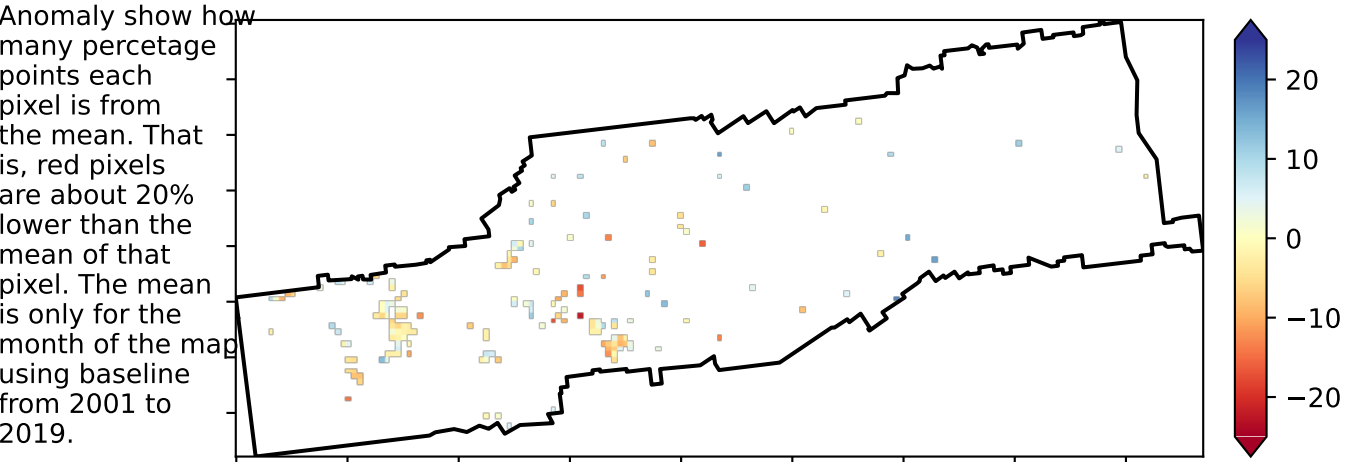 Anomaly show how
many percetage
points each
pixel is from
the mean. That
is, red pixels
are about 20%
lower than the
mean of that
pixel. The mean
is only for the
month of the map
using baseline
from 2001 to
2019.
20
10
0
−10
−20